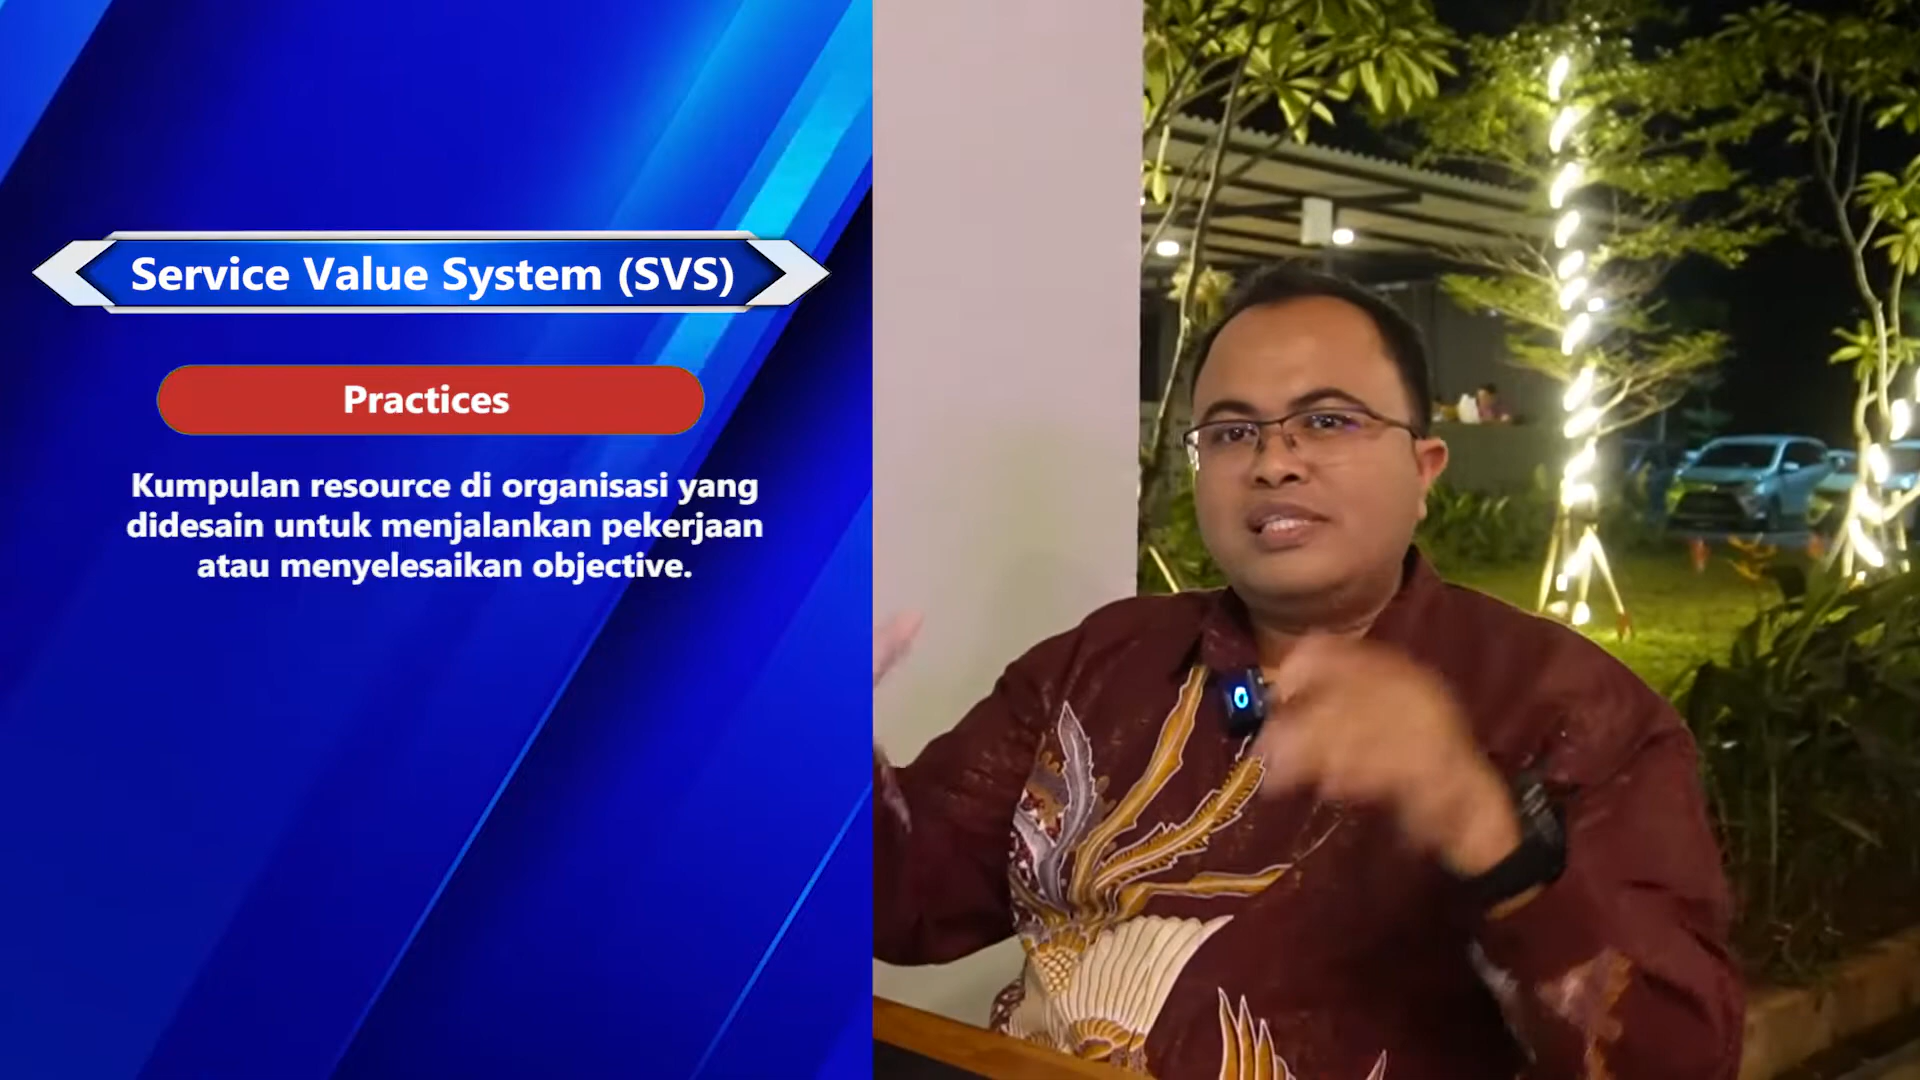 Service Value System (SVS)
Practices
Kumpulan resource di organisasi yang
didesain untuk menjalankan pekerjaan
atau menyelesaikan objective.